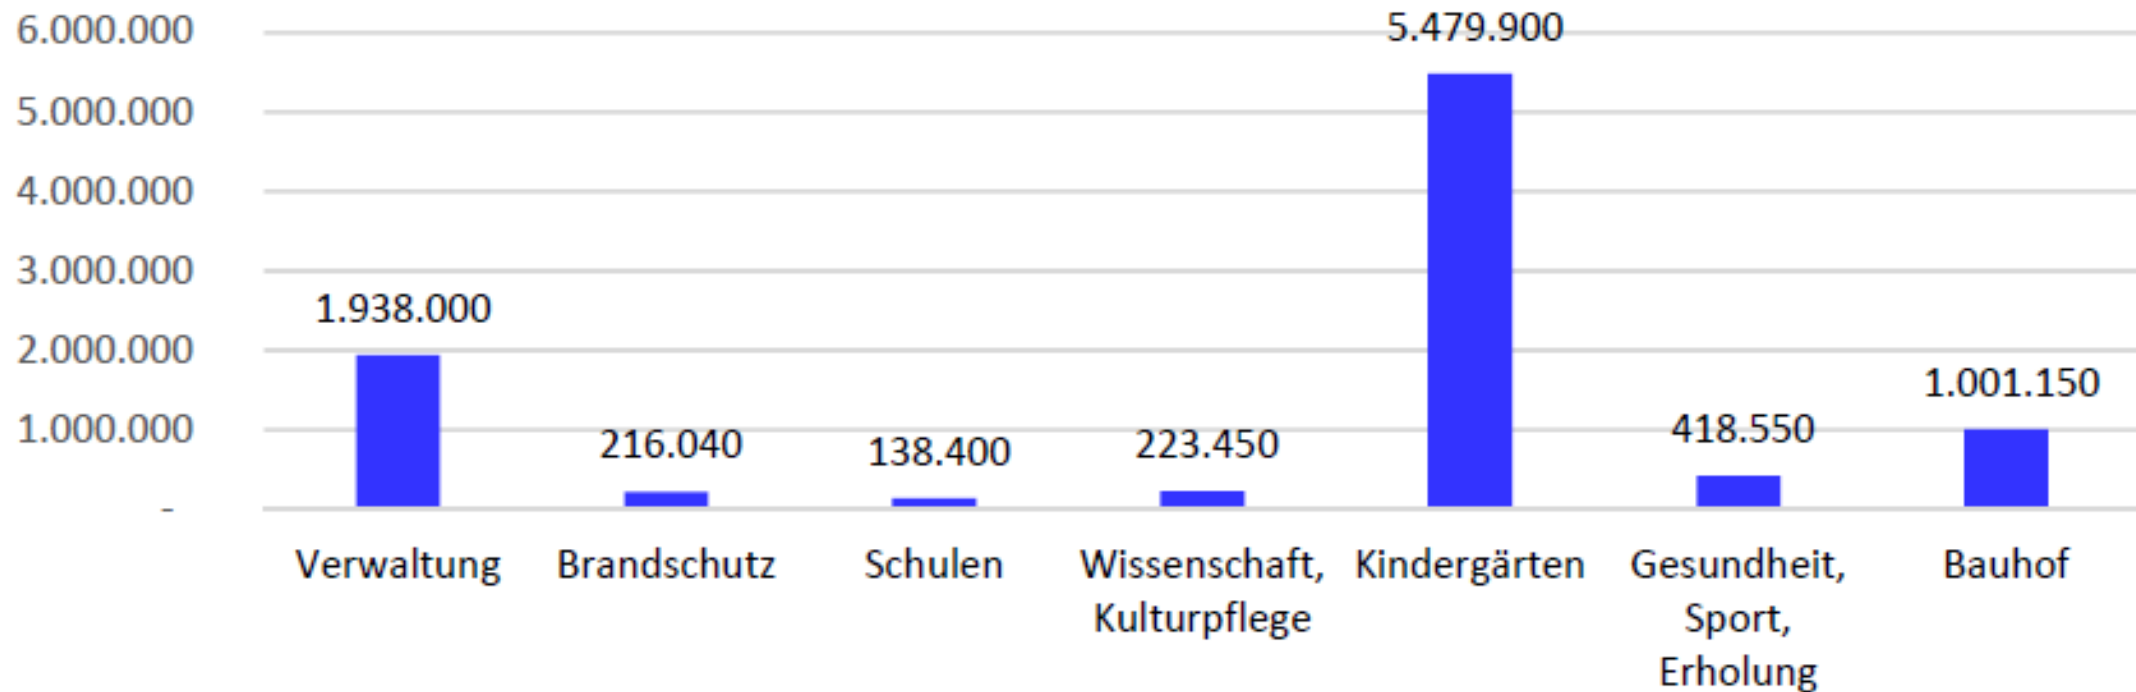 6.000.000
5.000.000
4.000.000
3.000.000
2.000.000
1.000.000
-
1.938.000
216.040
138.400
223.450
5.479.900
418.550
1.001.150
Verwaltung
Brandschutz
Schulen
Wissenschaft,
Kulturpflege
Kindergärten
Gesundheit,
Sport,
Erholung
Bauhof